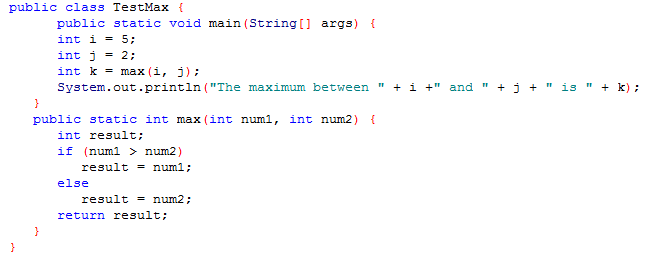 public class TestMax {
public static void main(String[] args) {
int i = 5;
int j = 2;
int k = max(i, j);
System.out.println("The maximum between " + i +" and " + j + " is " + k);
}
public static int max(int num1, int num2) {
int result;
if (num1 > num2)
result = num1;
else
result = num2;
return result;
}
}